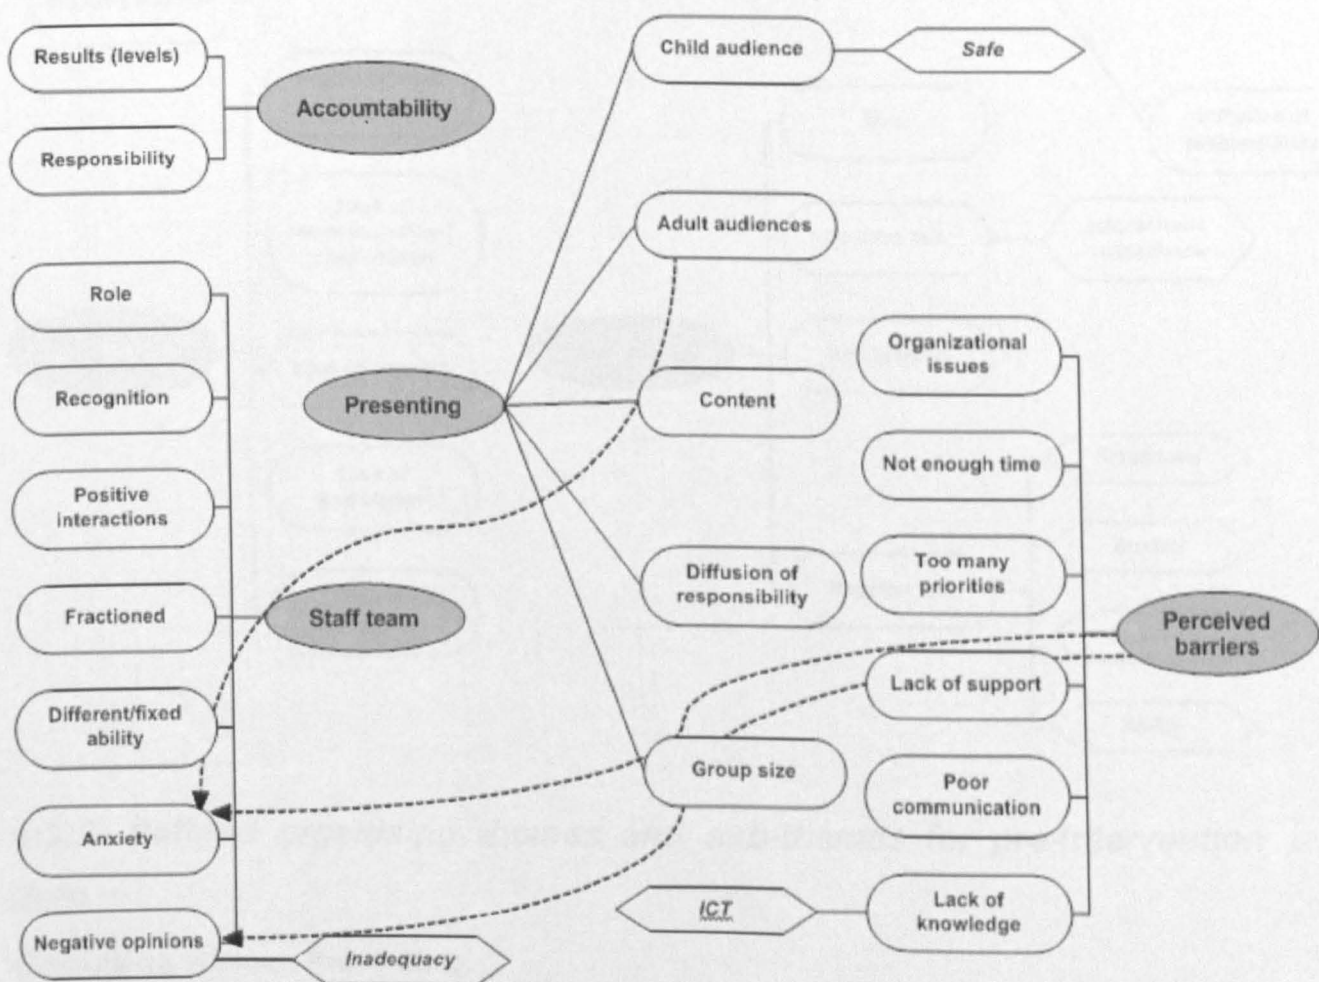 Results (levels)
Responsibility
Accountability
Child audience
Safe
Adult audiences
Role
Recognition
Positive
interactions
Fractioned
Different/fixed
ability
Anxiety
Negative opinions
Inadequacy
Staff team
Presenting
Content
Diffusion of
responsibility
Group size
Organizational
issues
Not enough time
Too many
priorities
Lack of support
Poor
communication
Lack of
knowledge
ICT
Perceived
barriers